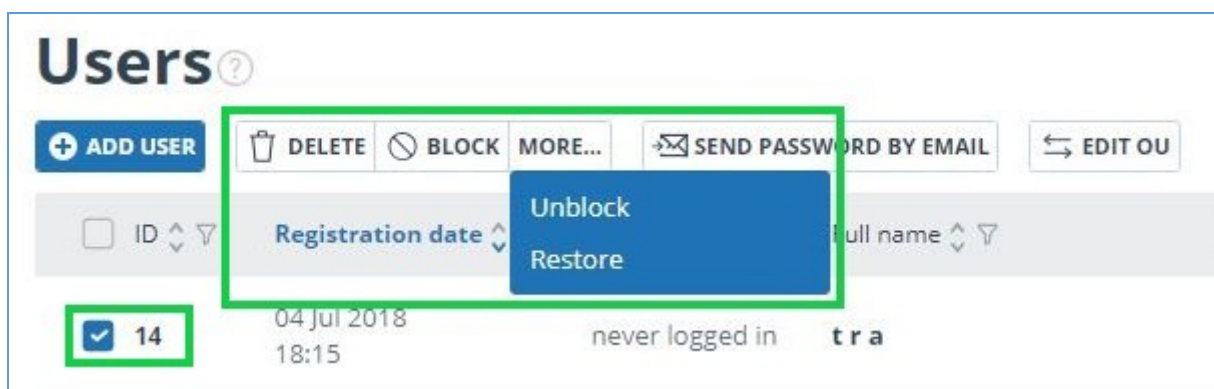 Users ?
ADD USER DELETE BLOCK MORE... SEND PASSWORD BY EMAIL EDIT OU
Unblock
ID Registration date Full name
Restore
14 04 Jul 2018 never logged in t r a
18:15